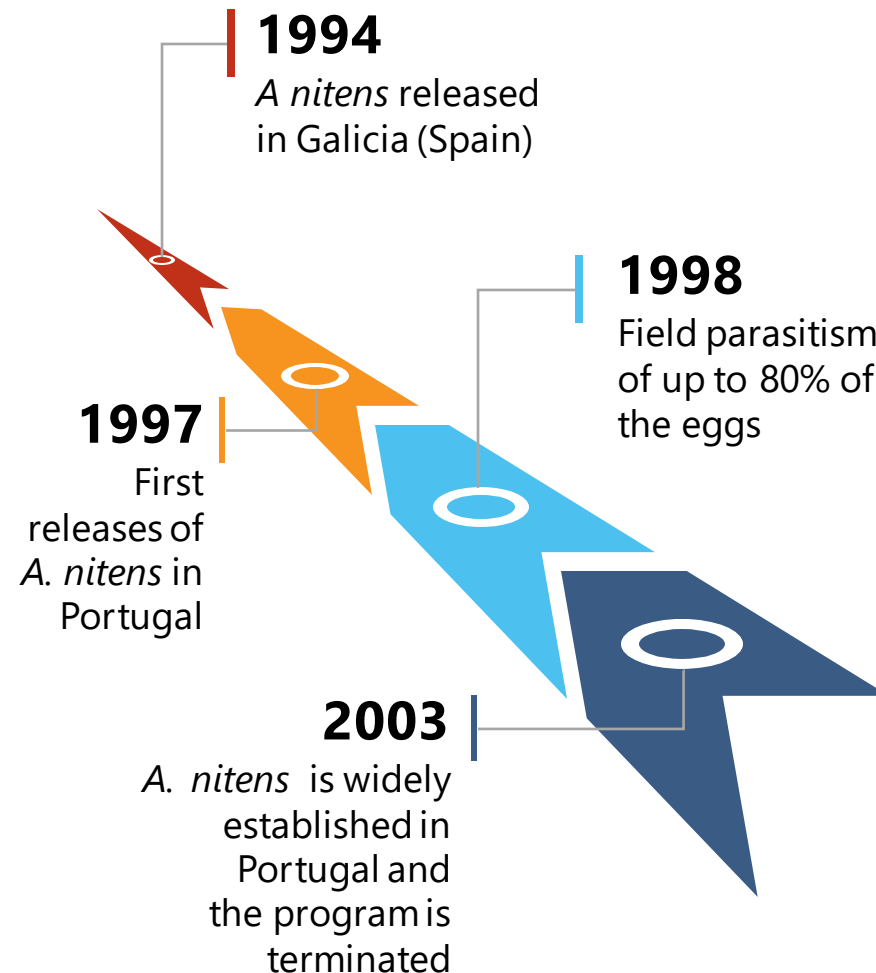 1994
A nitens released
in Galicia (Spain)
1998
Field parasitism
of up to 80% of
the eggs
1997
First
releases of
A. nitens in
Portugal
2003
A. nitens is widely
established in
Portugal and
the program is
terminated